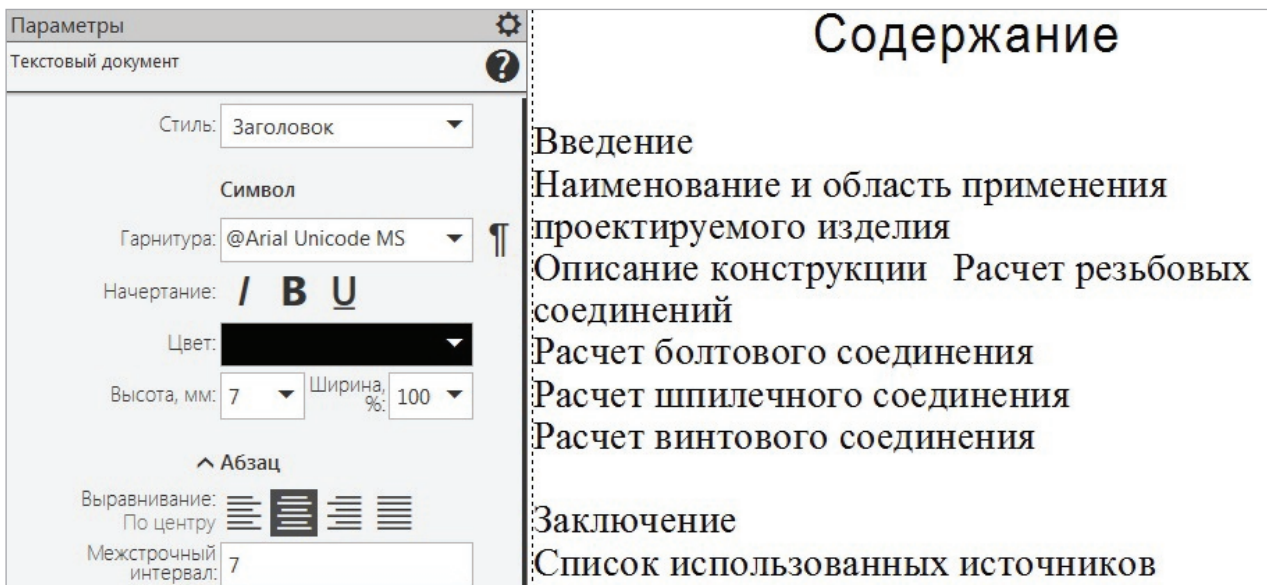 Параметры
Текстовый документ
Стиль: Заголовок
Символ
Гарнитура: @Arial Unicode MS ¶
Начертание: I B U
Цвет:
Высота, мм: 7 Ширина, %: 100
Абзац
Выравнивание:
По центру
Межстрочный
интервал: 7
Содержание
Введение
Наименование и область применения
проектируемого изделия
Описание конструкции Расчет резьбовых
соединений
Расчет болтового соединения
Расчет шпилечного соединения
Расчет винтового соединения
Заключение
Список использованных источников